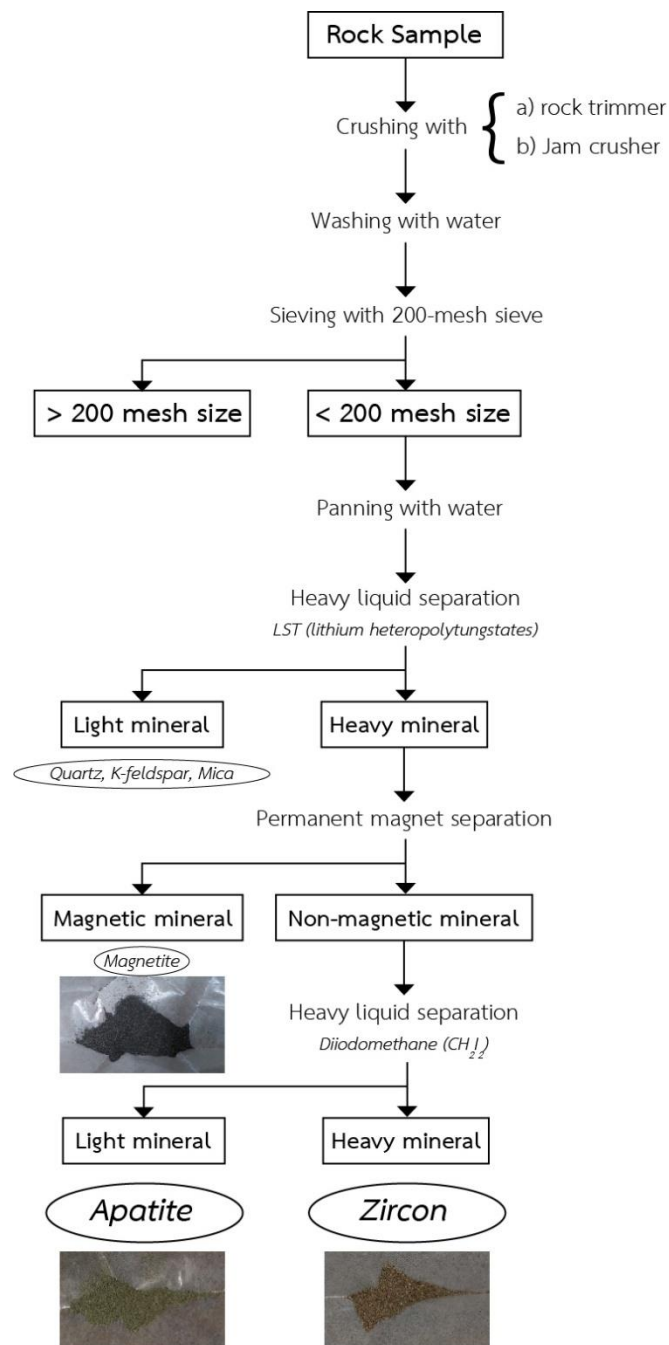 Rock Sample
Crushing with
a) rock trimmer
b) Jam crusher
Washing with water
Sieving with 200-mesh sieve
> 200 mesh size
< 200 mesh size
Panning with water
Heavy liquid separation
LST (lithium heteropolytungstates)
Light mineral
Heavy mineral
Quartz, K-feldspar, Mica
Permanent magnet separation
Magnetic mineral
Non-magnetic mineral
Magnetite
Heavy liquid separation
Diiodomethane (CH₂I₂)
Light mineral
Heavy mineral
Apatite
Zircon